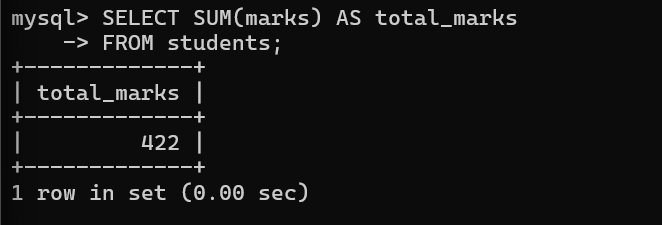 mysql> SELECT SUM(marks) AS total_marks
    -> FROM students;
+-------------+
| total_marks |
+-------------+
|         422 |
+-------------+
1 row in set (0.00 sec)